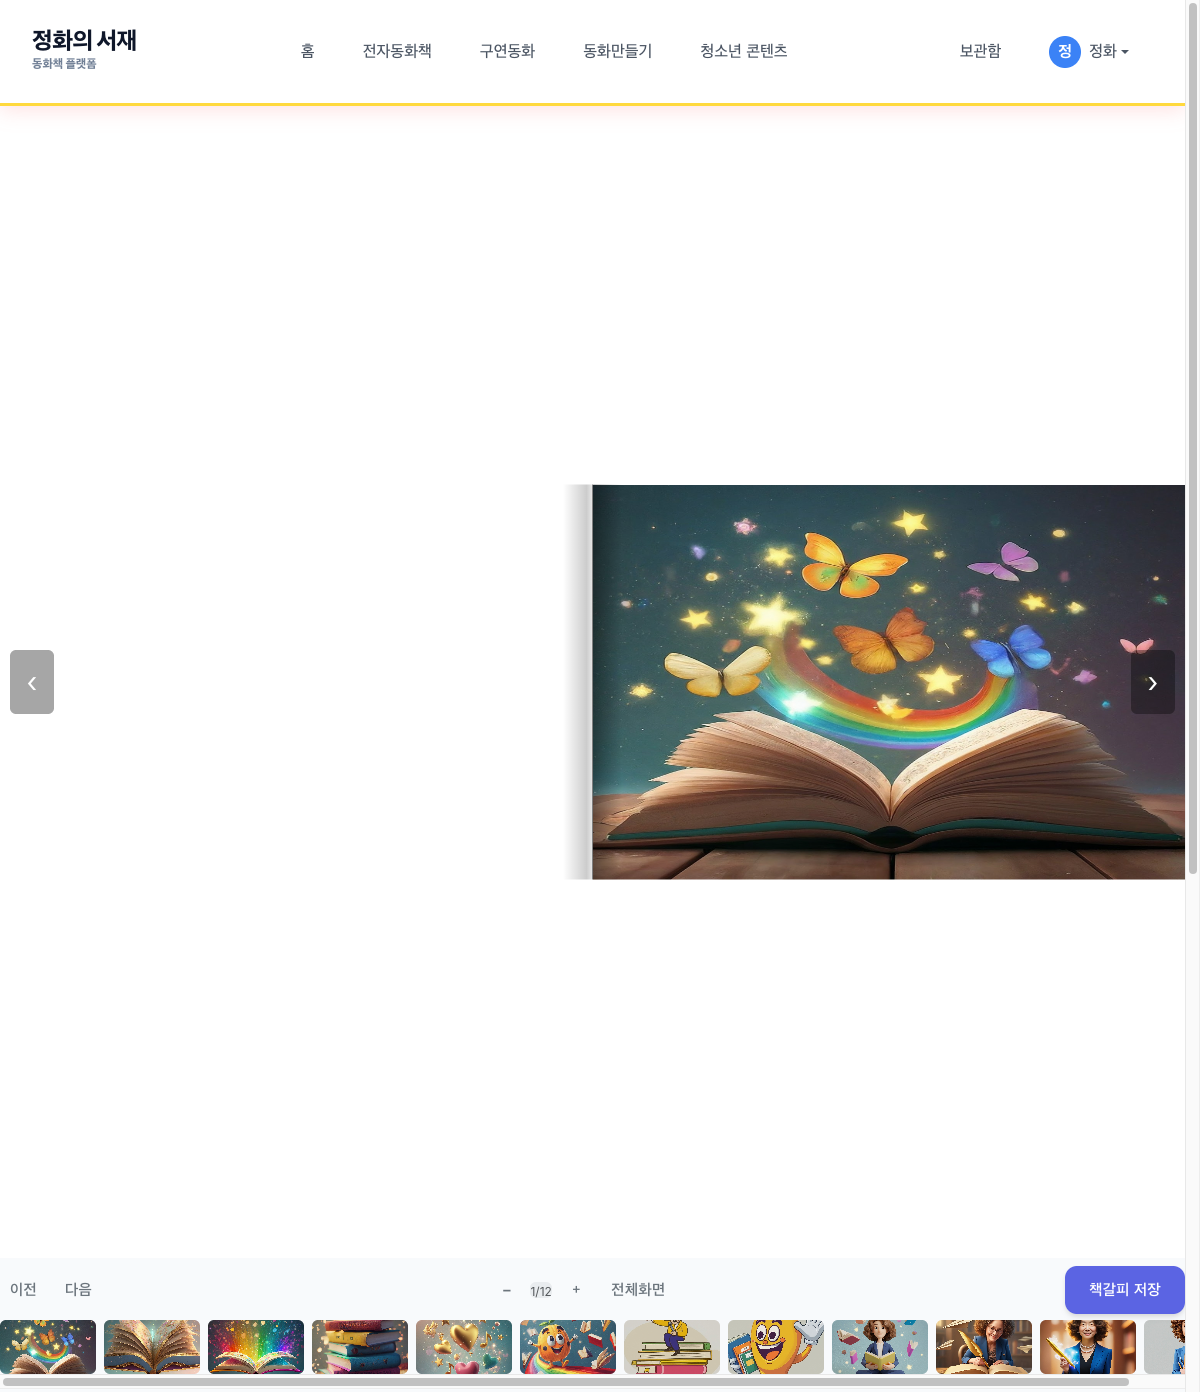 정화의 서재
동화책 플랫폼
홈 전자동화책 구연동화 동화만들기 청소년 콘텐츠 보관함 정 정화
‹ ›
이전 다음 − 1/12 + 전체화면 책갈피 저장